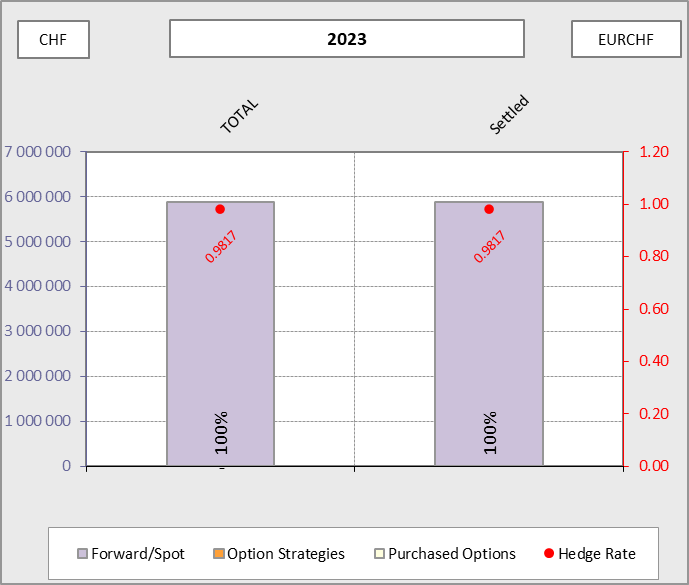 CHF
2023
EURCHF
TOTAL
Settled
7 000 000
6 000 000
5 000 000
4 000 000
3 000 000
2 000 000
1 000 000
0
1.20
1.00
0.80
0.60
0.40
0.20
0.00
0.9817
0.9817
100%
100%
-
Forward/Spot Option Strategies Purchased Options Hedge Rate